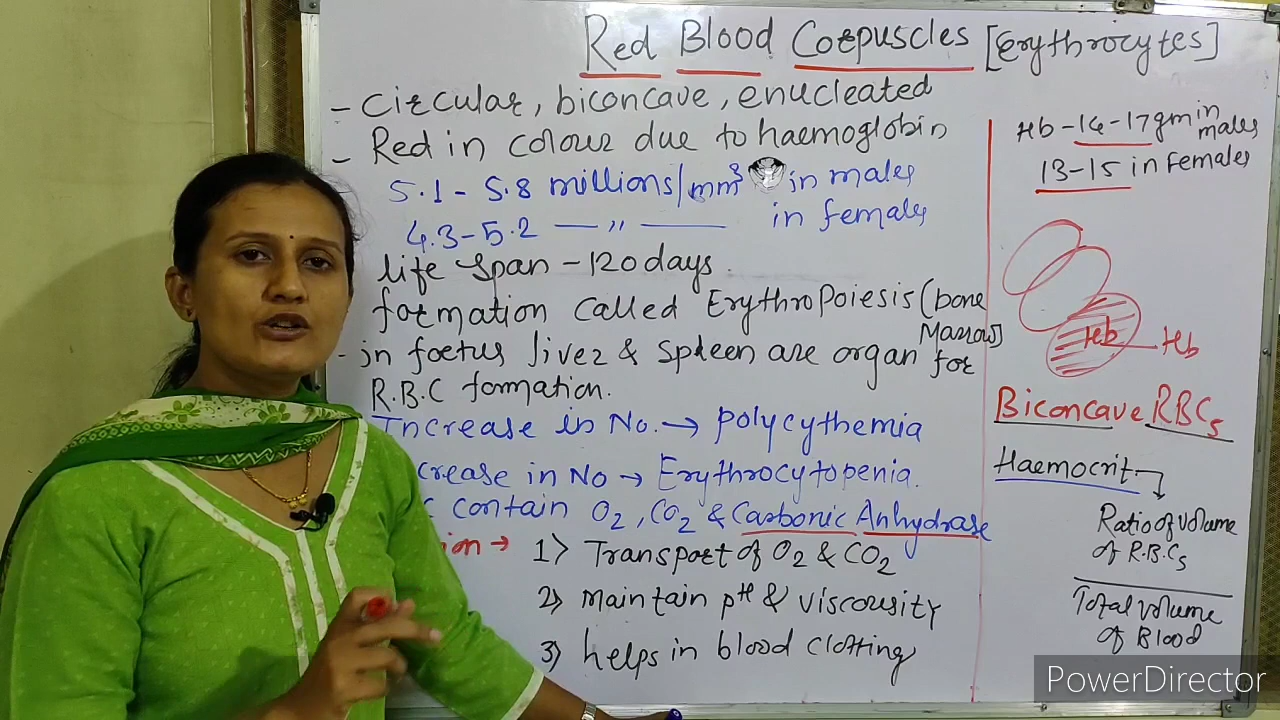 Red Blood Corpuscles [Erythrocytes]
- Circular, biconcave, enucleated
- Red in colour due to haemoglobin
5.1 - 5.8 millions/mm³ in males
4.3-5.2 — " — in females
life span - 120 days.
formation called Erythropoiesis (bone Marrow)
- in foetus liver & spleen are organ for
R.B.C formation.
Increase in No. → polycythemia
crease in No → Erythrocytopenia.
C contain O₂, CO₂ & Carbonic Anhydrase
ion → 1) Transport of O₂ & CO₂
2) maintain pH & viscousity
3) helps in blood clotting
Hb - 14 - 17 gm in males
13-15 in females
Hb
Hb
Biconcave RBCs
Haemocrit
Ratio of volume
of R.B.Cs
Total volume
of Blood
PowerDirector